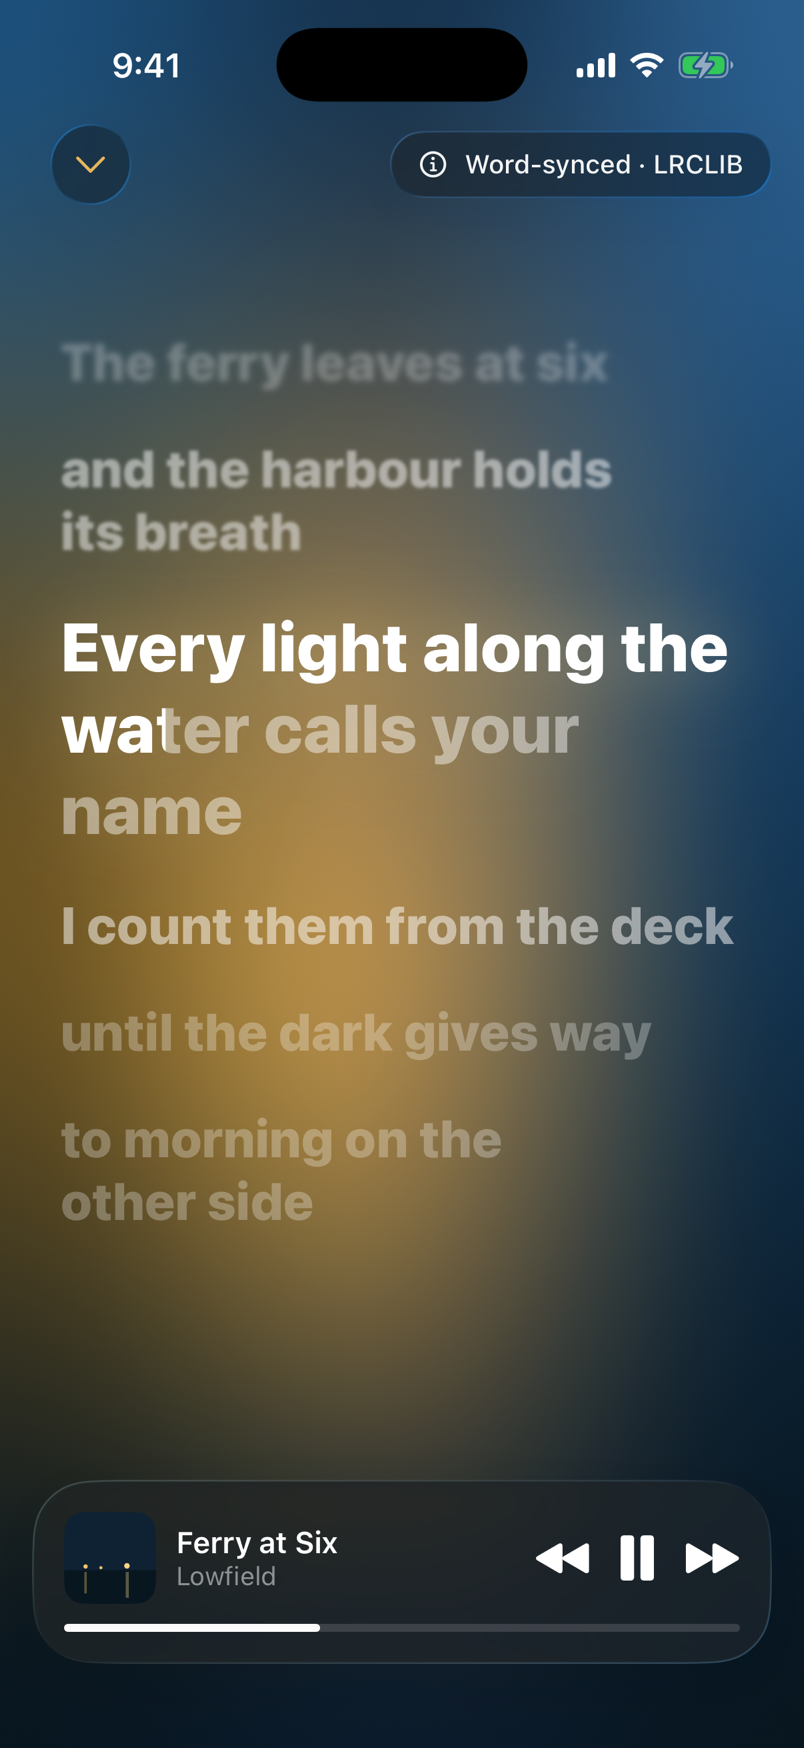 9:41
Word-synced · LRCLIB
The ferry leaves at six
and the harbour holds
its breath
Every light along the
water calls your
name
I count them from the deck
until the dark gives way
to morning on the
other side
Ferry at Six
Lowfield